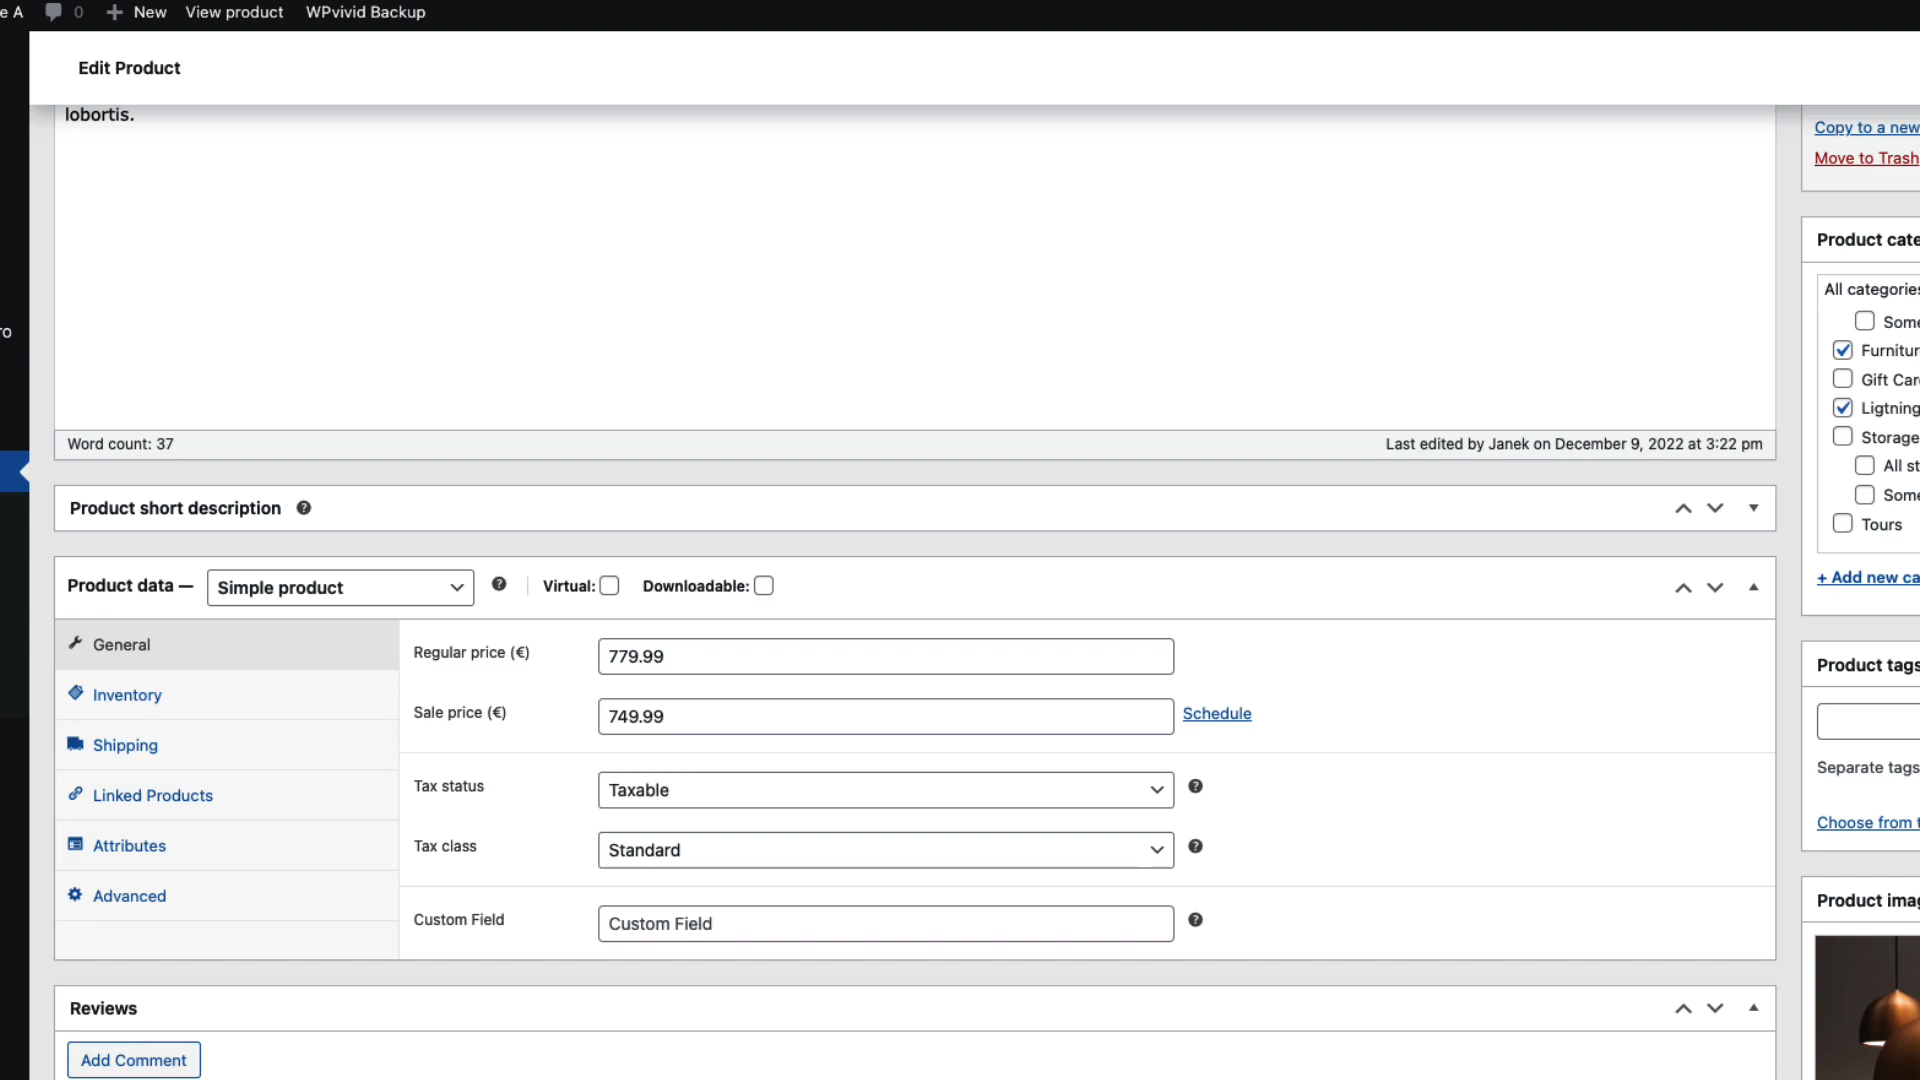 e A 0 New View product WPvivid Backup
Edit Product
lobortis.
Copy to a new
Move to Trash
Product cate
All categories
Some
ro
Furnitur
Gift Car
Ligtning
Storage
Word count: 37 Last edited by Janek on December 9, 2022 at 3:22 pm
All st
Some
Product short description
Tours
+ Add new ca
Product data — Simple product Virtual: Downloadable:
General
Inventory
Shipping
Linked Products
Attributes
Advanced
Regular price (€) 779.99
Sale price (€) 749.99 Schedule
Tax status Taxable
Tax class Standard
Custom Field Custom Field
Product tags
Separate tags
Choose from t
Product imag
Reviews
Add Comment